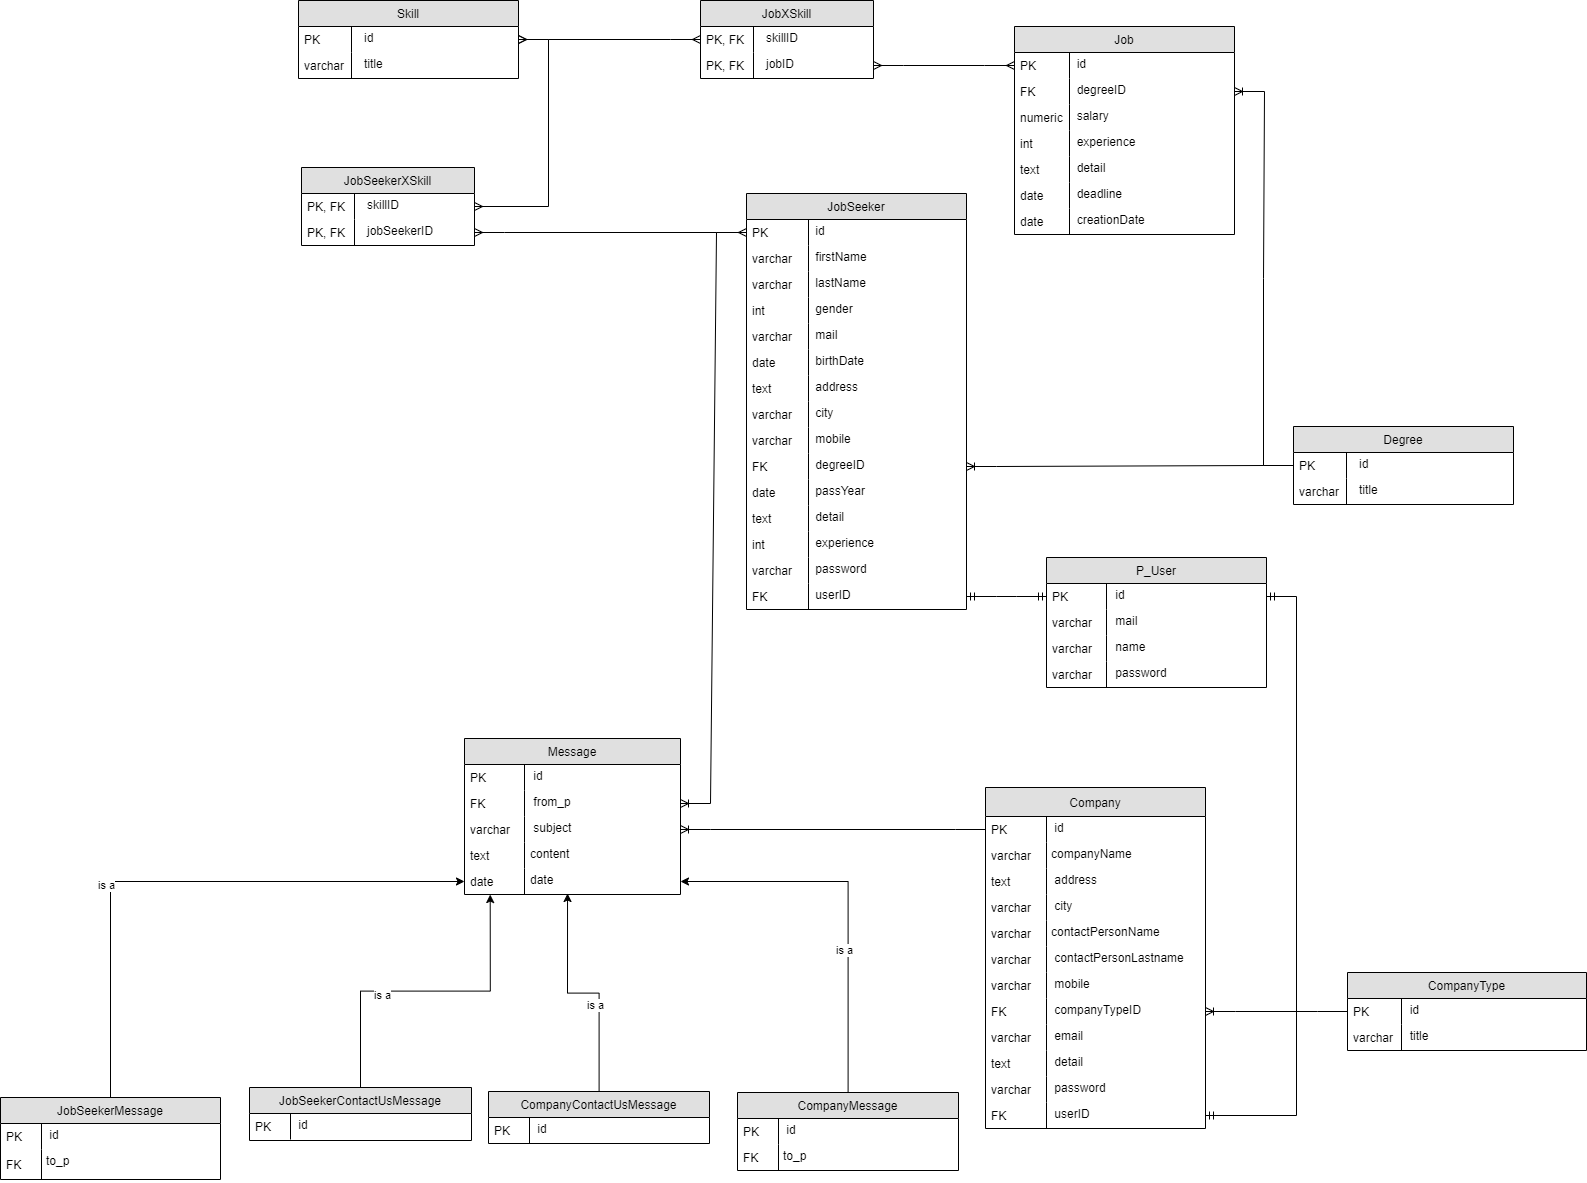 Skill
PK id
varchar title
JobXSkill
PK, FK skillID
PK, FK jobID
Job
PK id
FK degreeID
numeric salary
int experience
text detail
date deadline
date creationDate
JobSeekerXSkill
PK, FK skillID
PK, FK jobSeekerID
JobSeeker
PK id
varchar firstName
varchar lastName
int gender
varchar mail
date birthDate
text address
varchar city
varchar mobile
FK degreeID
date passYear
text detail
int experience
varchar password
FK userID
Degree
PK id
varchar title
P_User
PK id
varchar mail
varchar name
varchar password
Message
PK id
FK from_p
varchar subject
text content
date date
Company
PK id
varchar companyName
text address
varchar city
varchar contactPersonName
varchar contactPersonLastname
varchar mobile
FK companyTypeID
varchar email
text detail
varchar password
FK userID
CompanyType
PK id
varchar title
is a
is a
is a
is a
JobSeekerMessage
PK id
FK to_p
JobSeekerContactUsMessage
PK id
CompanyContactUsMessage
PK id
CompanyMessage
PK id
FK to_p